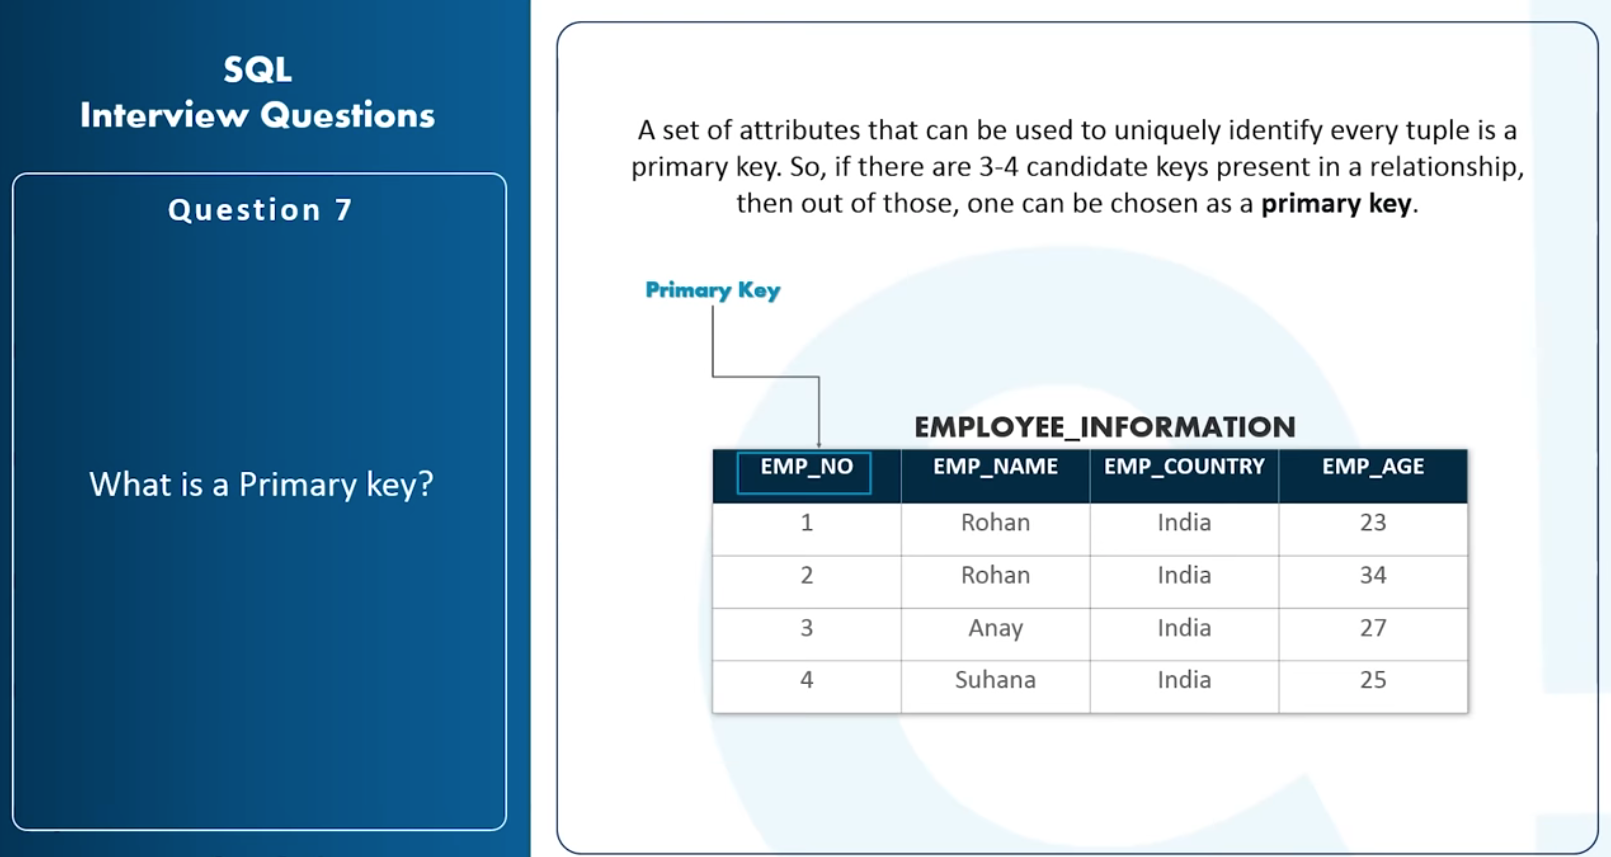 SQL
Interview Questions
Question 7
What is a Primary key?
A set of attributes that can be used to uniquely identify every tuple is a
primary key. So, if there are 3-4 candidate keys present in a relationship,
then out of those, one can be chosen as a primary key.
Primary Key
EMPLOYEE_INFORMATION
EMP_NO EMP_NAME EMP_COUNTRY EMP_AGE
1 Rohan India 23
2 Rohan India 34
3 Anay India 27
4 Suhana India 25